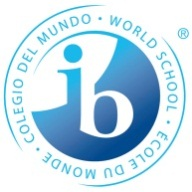 COLEGIO DEL MUNDO · WORLD SCHOOL · ÉCOLE DU MONDE ·
®
ib